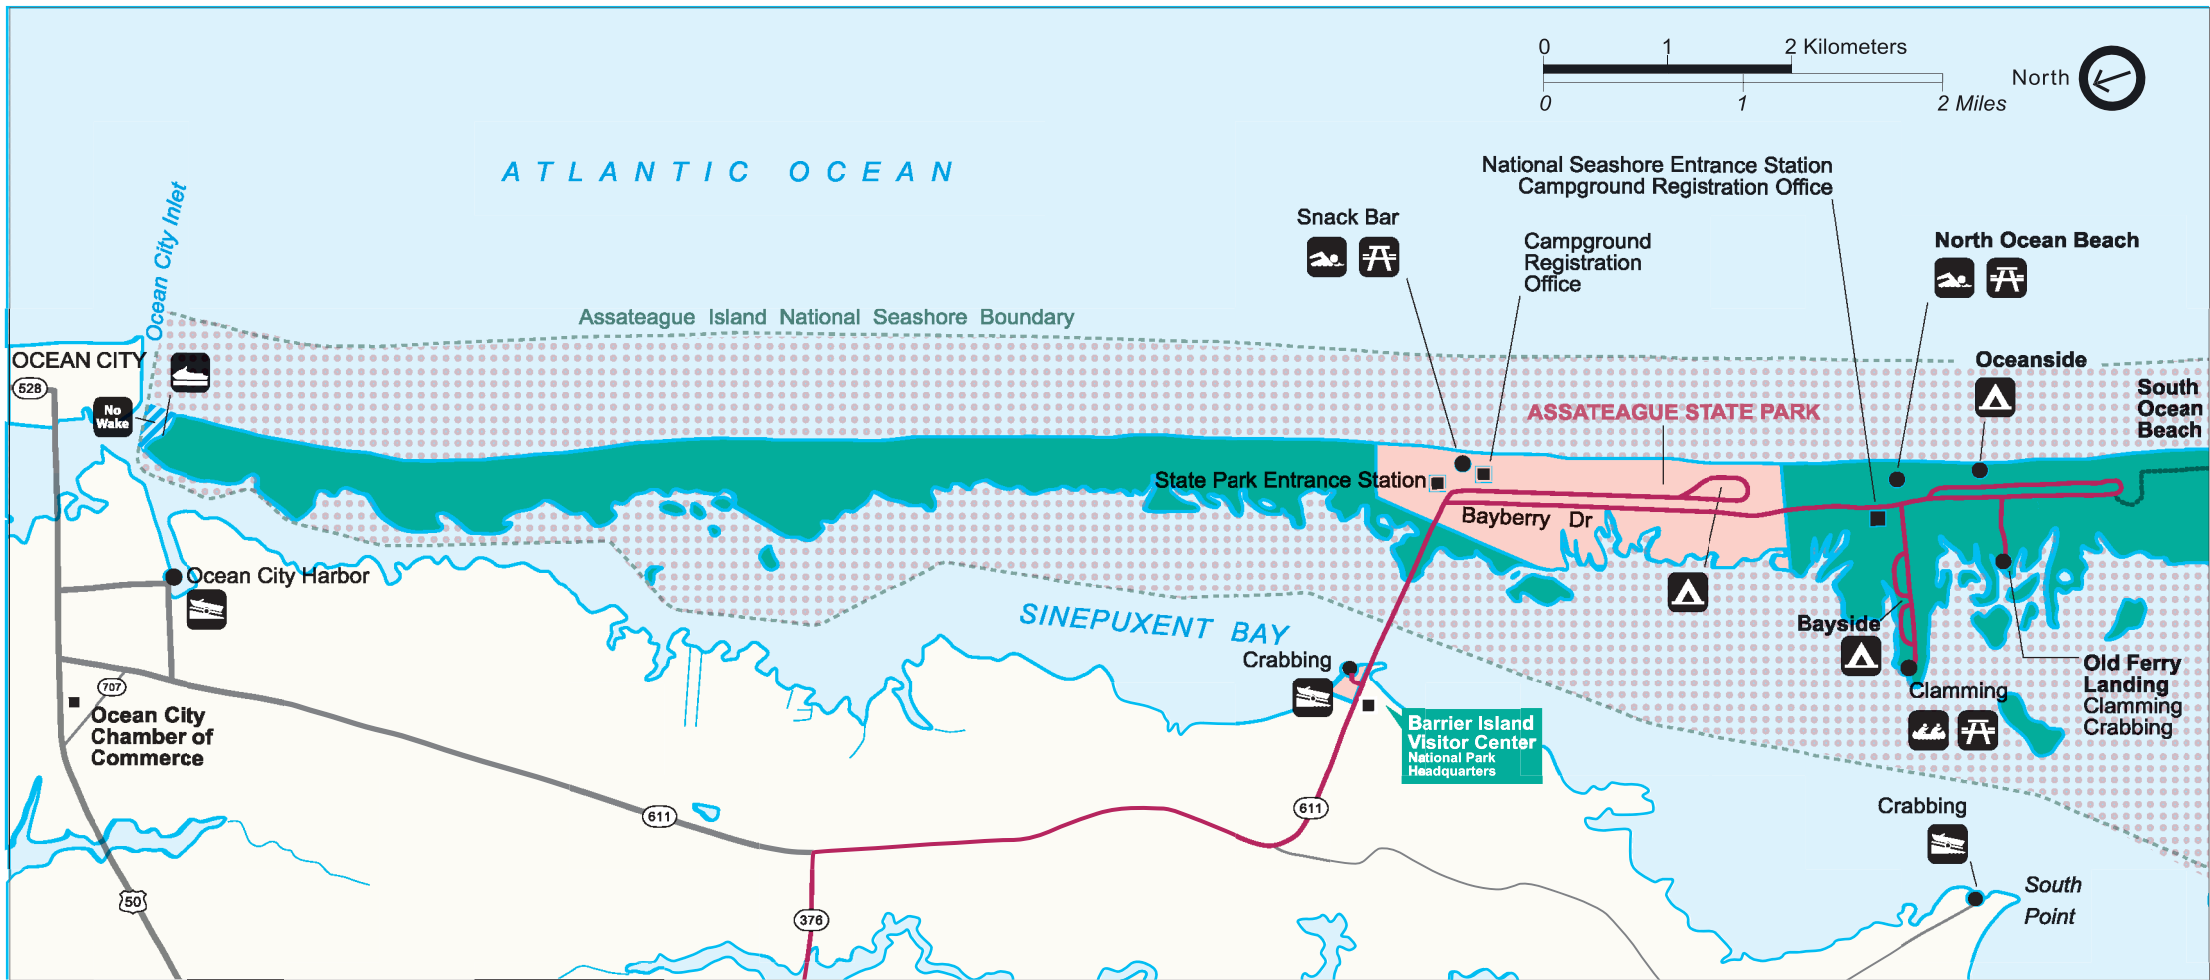 0 1 2 Kilometers
0 1 2 Miles
North
ATLANTIC OCEAN
National Seashore Entrance Station
Campground Registration Office
Ocean City Inlet
Snack Bar
Campground
Registration
Office
North Ocean Beach
Assateague Island National Seashore Boundary
OCEAN CITY
528
No
Wake
Oceanside
South
Ocean
Beach
ASSATEAGUE STATE PARK
State Park Entrance Station
Bayberry Dr
Ocean City Harbor
SINEPUXENT BAY
Crabbing
Bayside
Clamming
Old Ferry
Landing
Clamming
Crabbing
707
Ocean City
Chamber of
Commerce
Barrier Island
Visitor Center
National Park
Headquarters
611
611
Crabbing
South
Point
50
376